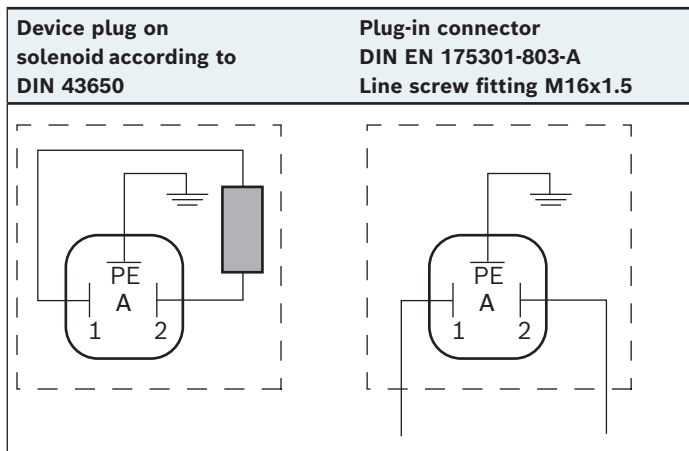 Device plug on
solenoid according to
DIN 43650
Plug-in connector
DIN EN 175301-803-A
Line screw fitting M16x1.5
PE
A
1 2
PE
A
1 2